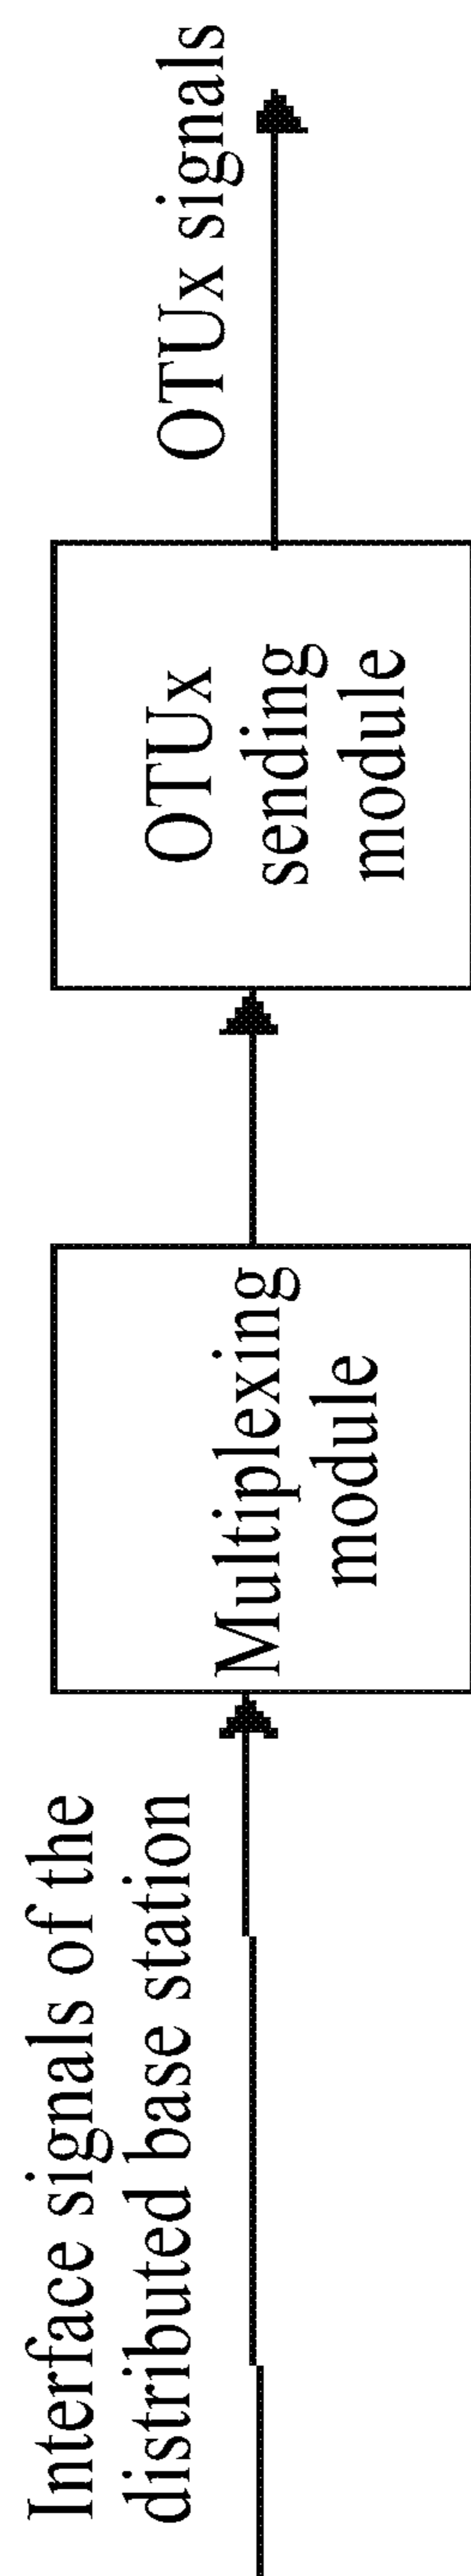 Interface signals of the
distributed base station
Multiplexing
module
OTUx
sending
module
OTUx signals